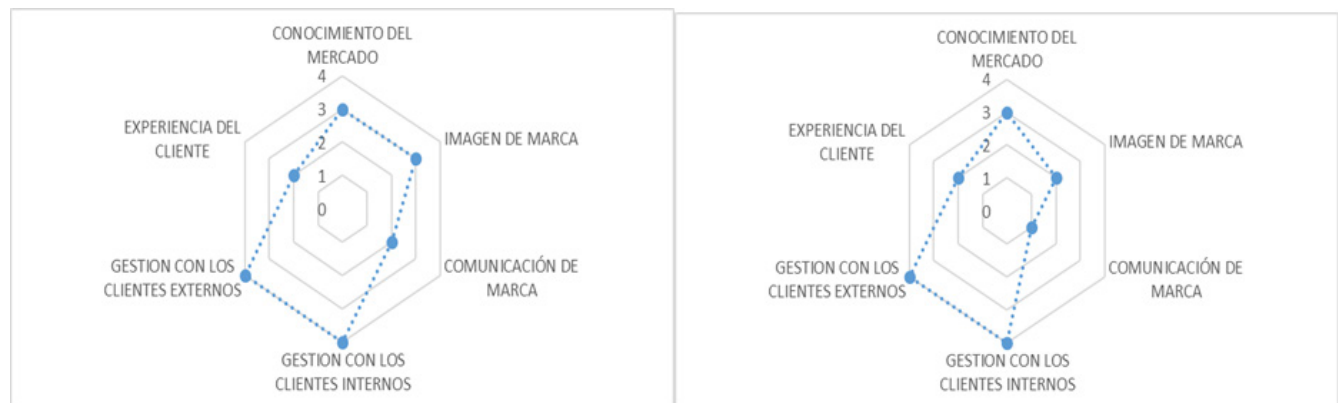 CONOCIMIENTO DEL
MERCADO
4
3
2
1
0
IMAGEN DE MARCA
COMUNICACIÓN DE
MARCA
GESTION CON LOS
CLIENTES INTERNOS
GESTION CON LOS
CLIENTES EXTERNOS
EXPERIENCIA DEL
CLIENTE
CONOCIMIENTO DEL
MERCADO
4
3
2
1
0
IMAGEN DE MARCA
COMUNICACIÓN DE
MARCA
GESTION CON LOS
CLIENTES INTERNOS
GESTION CON LOS
CLIENTES EXTERNOS
EXPERIENCIA DEL
CLIENTE